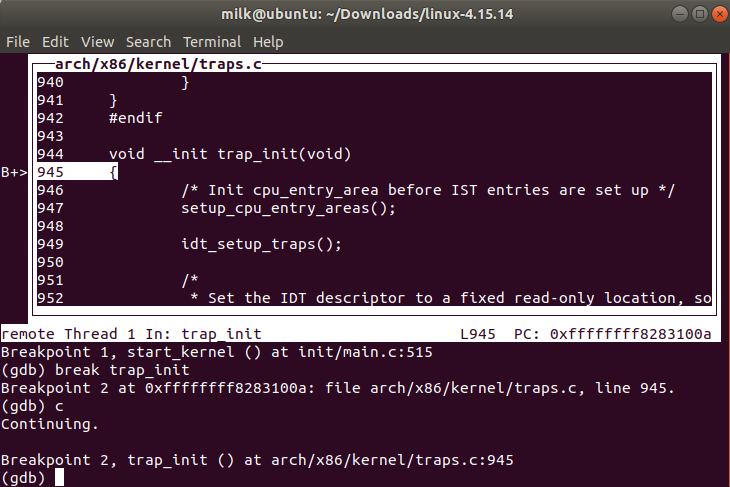 milk@ubuntu: ~/Downloads/linux-4.15.14
File Edit View Search Terminal Help
arch/x86/kernel/traps.c
940 }
941 }
942 #endif
943
944 void __init trap_init(void)
B+> 945 {
946 /* Init cpu_entry_area before IST entries are set up */
947 setup_cpu_entry_areas();
948
949 idt_setup_traps();
950
951 /*
952 * Set the IDT descriptor to a fixed read-only location, so
remote Thread 1 In: trap_init L945 PC: 0xffffffff8283100a
Breakpoint 1, start_kernel () at init/main.c:515
(gdb) break trap_init
Breakpoint 2 at 0xffffffff8283100a: file arch/x86/kernel/traps.c, line 945.
(gdb) c
Continuing.
Breakpoint 2, trap_init () at arch/x86/kernel/traps.c:945
(gdb)